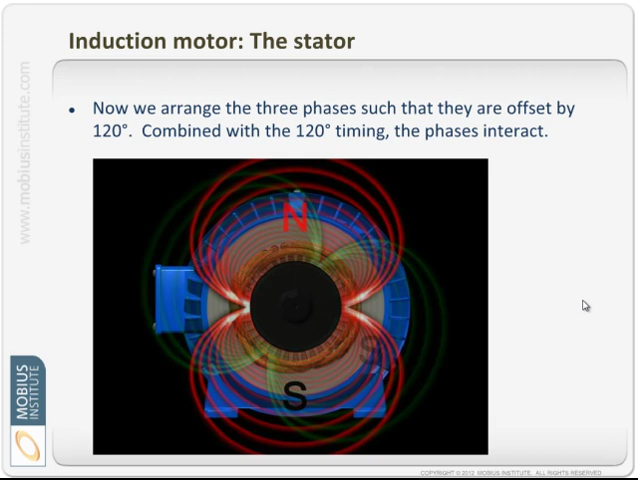 Induction motor: The stator
• Now we arrange the three phases such that they are offset by
120°. Combined with the 120° timing, the phases interact.
www.mobiusinstitute.com
N
S
S
MOBIUS
INSTITUTE
COPYRIGHT © 2012 MOBIUS INSTITUTE. ALL RIGHTS RESERVED